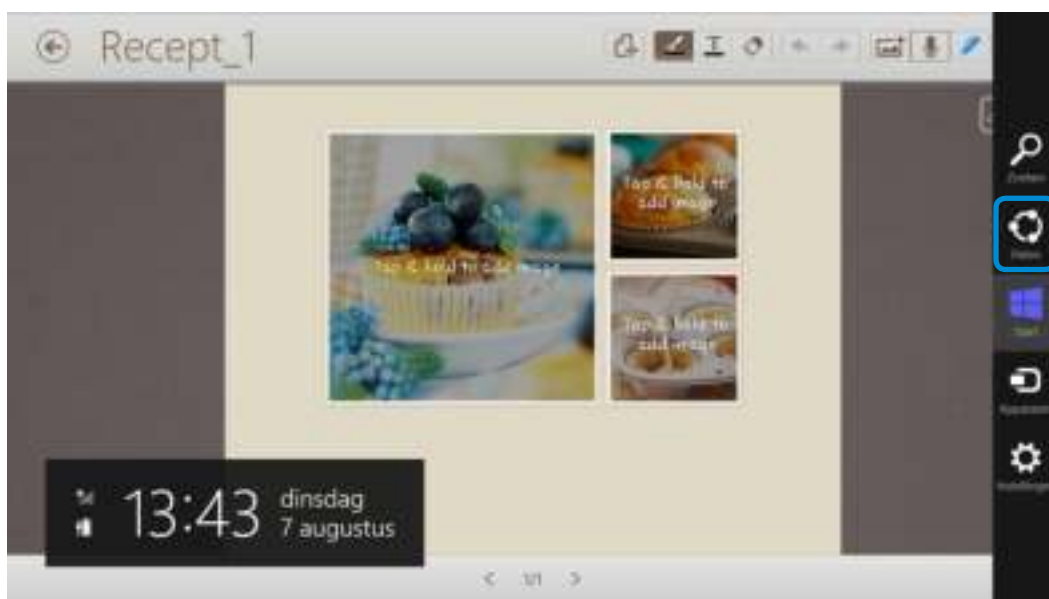 Recept_1
Tap & hold to add image
Tap & hold to
add image
Tap & hold to
add image
Zoeken
Delen
Start
Apparaten
Instellingen
13:43
dinsdag
7 augustus
1/1